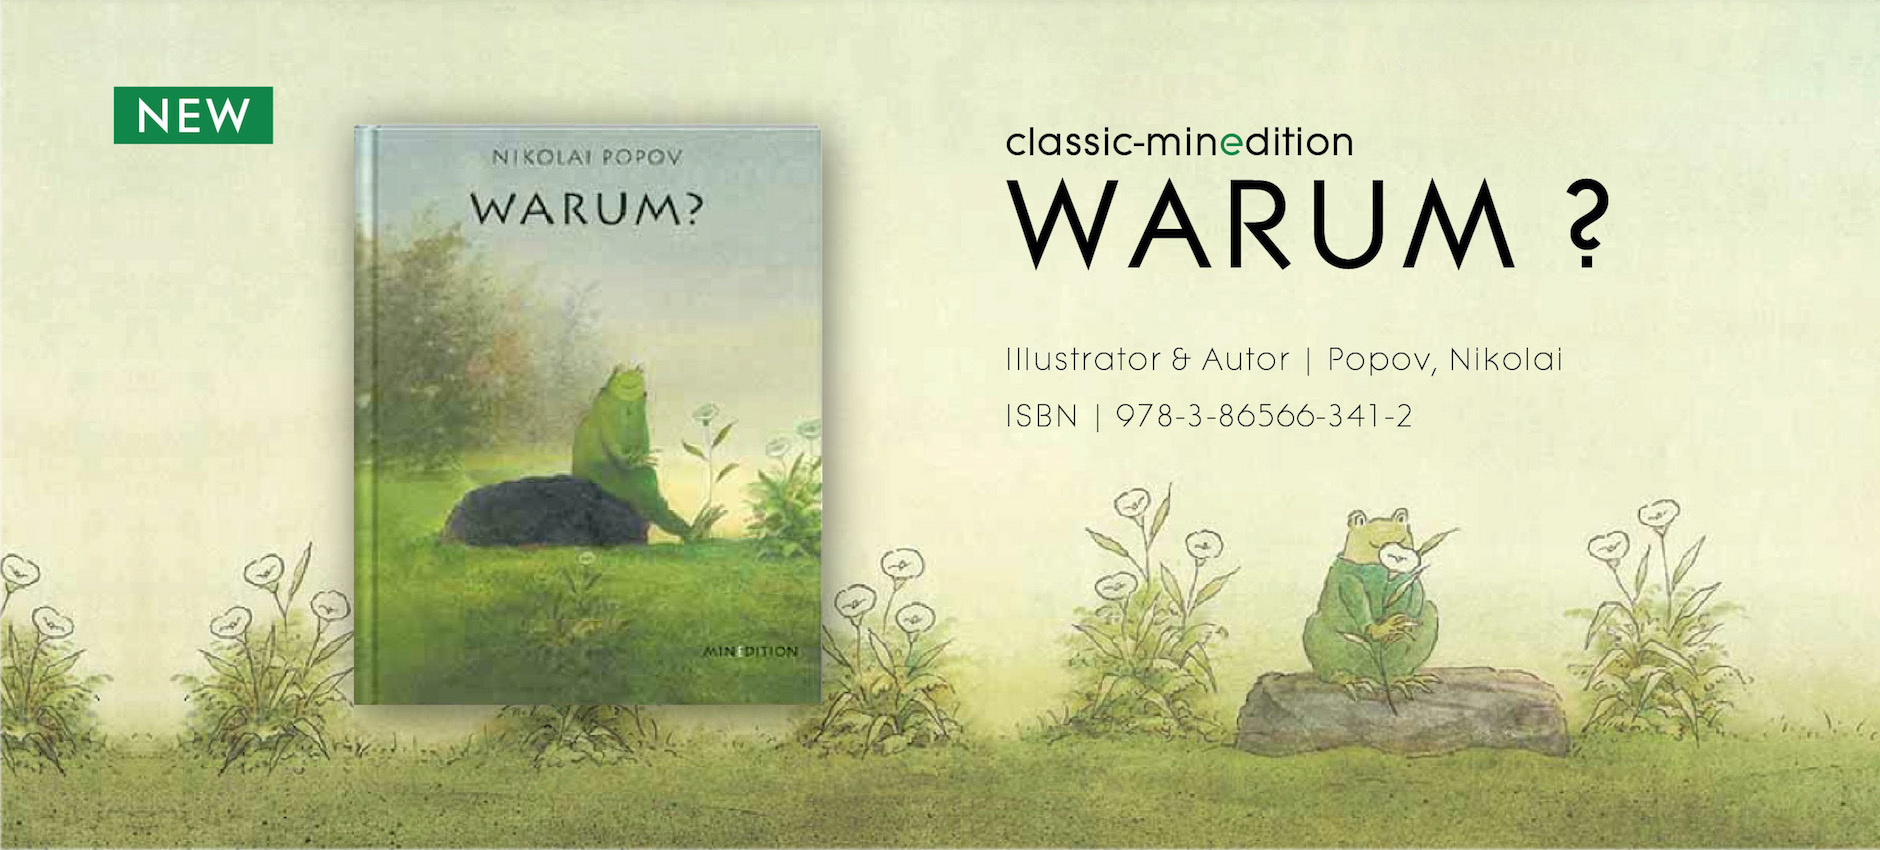 NEW
NIKOLAI POPOV
WARUM?
MINEDITION
classic-minedition
WARUM ?
Illustrator & Autor | Popov, Nikolai
ISBN | 978-3-86566-341-2